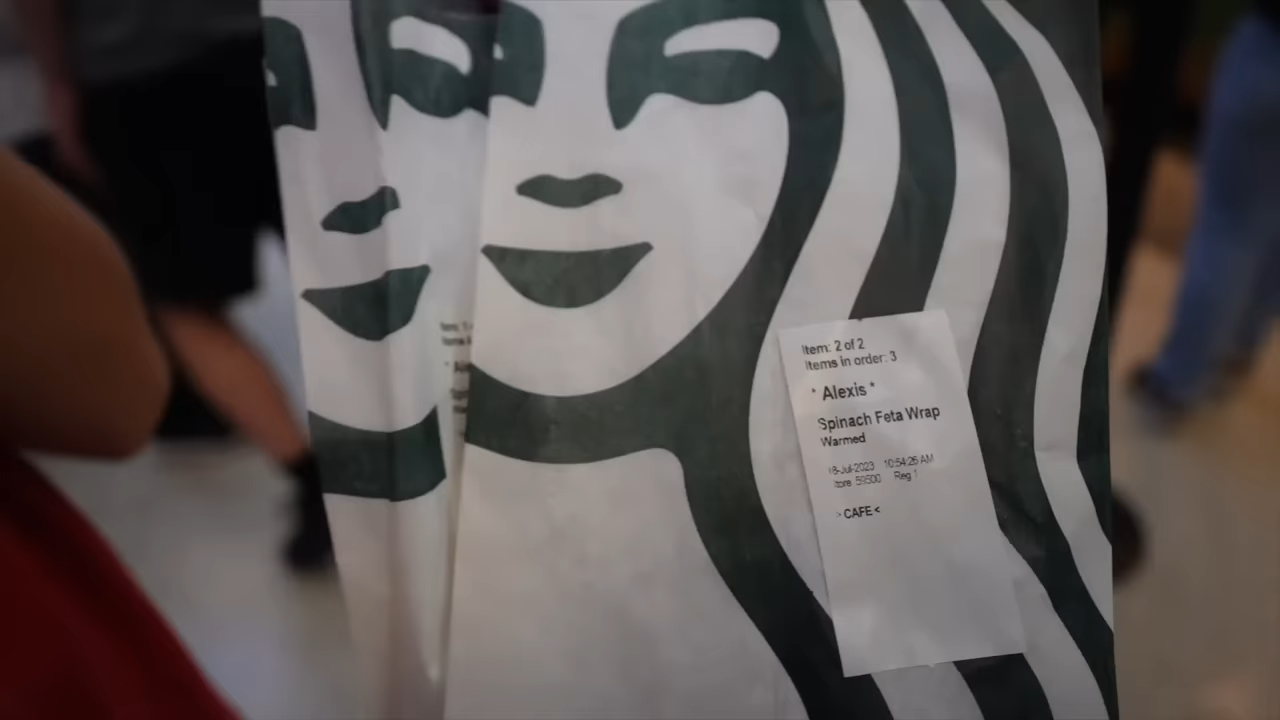 Item: 2 of 2
Items in order: 3
* Alexis *
Spinach Feta Wrap
Warmed
18-Jul-2023 10:54:26 AM
Store 59500 Reg 1
> CAFE <